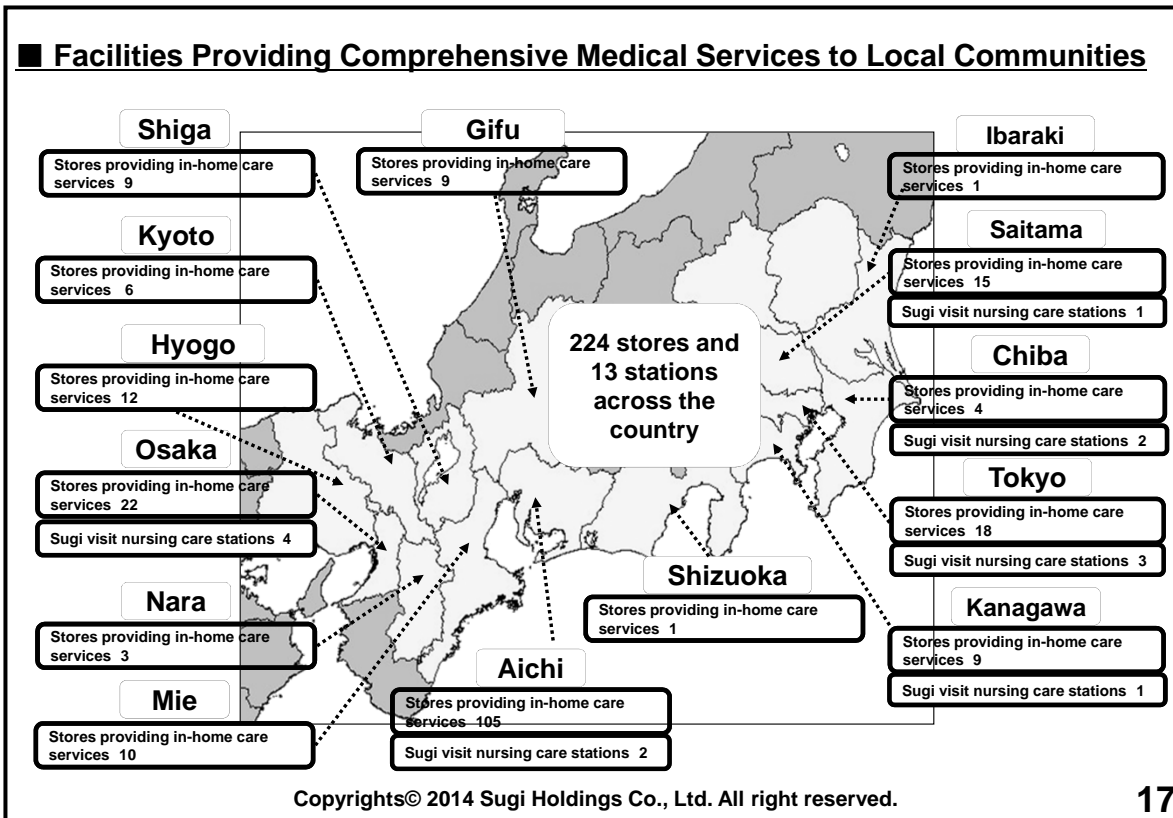 ■ Facilities Providing Comprehensive Medical Services to Local Communities
Shiga
Stores providing in-home care
services 9
Gifu
Stores providing in-home care
services 9
Ibaraki
Stores providing in-home care
services 1
Kyoto
Stores providing in-home care
services 6
Saitama
Stores providing in-home care
services 15
Sugi visit nursing care stations 1
Hyogo
Stores providing in-home care
services 12
224 stores and
13 stations
across the
country
Chiba
Stores providing in-home care
services 4
Sugi visit nursing care stations 2
Osaka
Stores providing in-home care
services 22
Sugi visit nursing care stations 4
Tokyo
Stores providing in-home care
services 18
Sugi visit nursing care stations 3
Nara
Stores providing in-home care
services 3
Shizuoka
Stores providing in-home care
services 1
Kanagawa
Stores providing in-home care
services 9
Sugi visit nursing care stations 1
Mie
Stores providing in-home care
services 10
Aichi
Stores providing in-home care
services 105
Sugi visit nursing care stations 2
Copyrights© 2014 Sugi Holdings Co., Ltd. All right reserved.
17